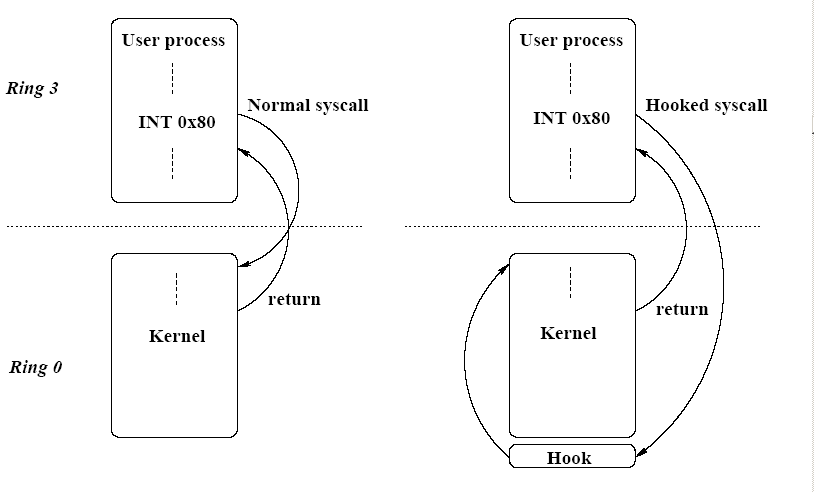 User process
Ring 3
Normal syscall
INT 0x80
return
Kernel
Ring 0
User process
Hooked syscall
INT 0x80
return
Kernel
Hook